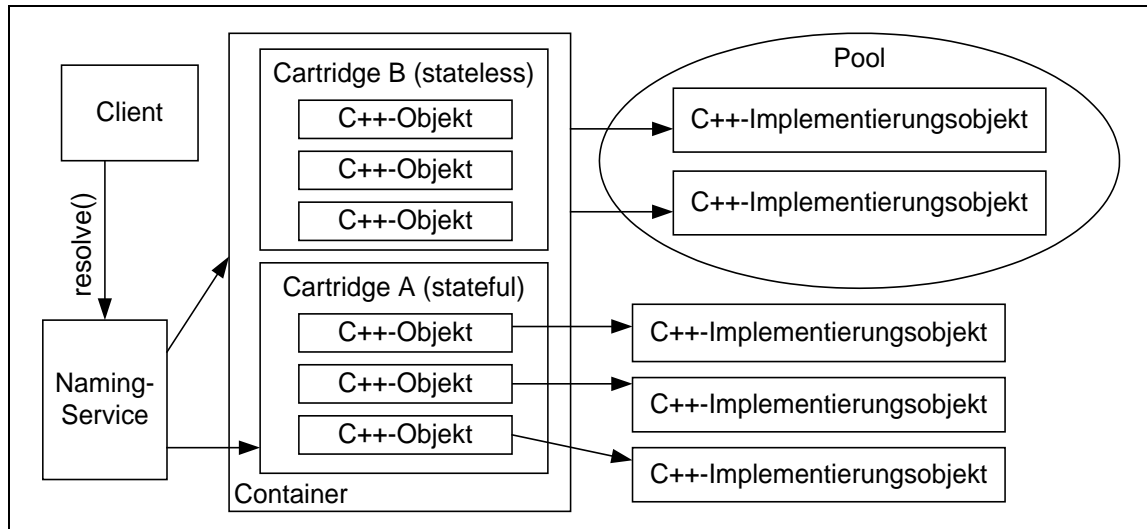 Client
resolve()
Naming-
Service
Cartridge B (stateless)
C++-Objekt
C++-Objekt
C++-Objekt
Cartridge A (stateful)
C++-Objekt
C++-Objekt
C++-Objekt
Container
Pool
C++-Implementierungsobjekt
C++-Implementierungsobjekt
C++-Implementierungsobjekt
C++-Implementierungsobjekt
C++-Implementierungsobjekt